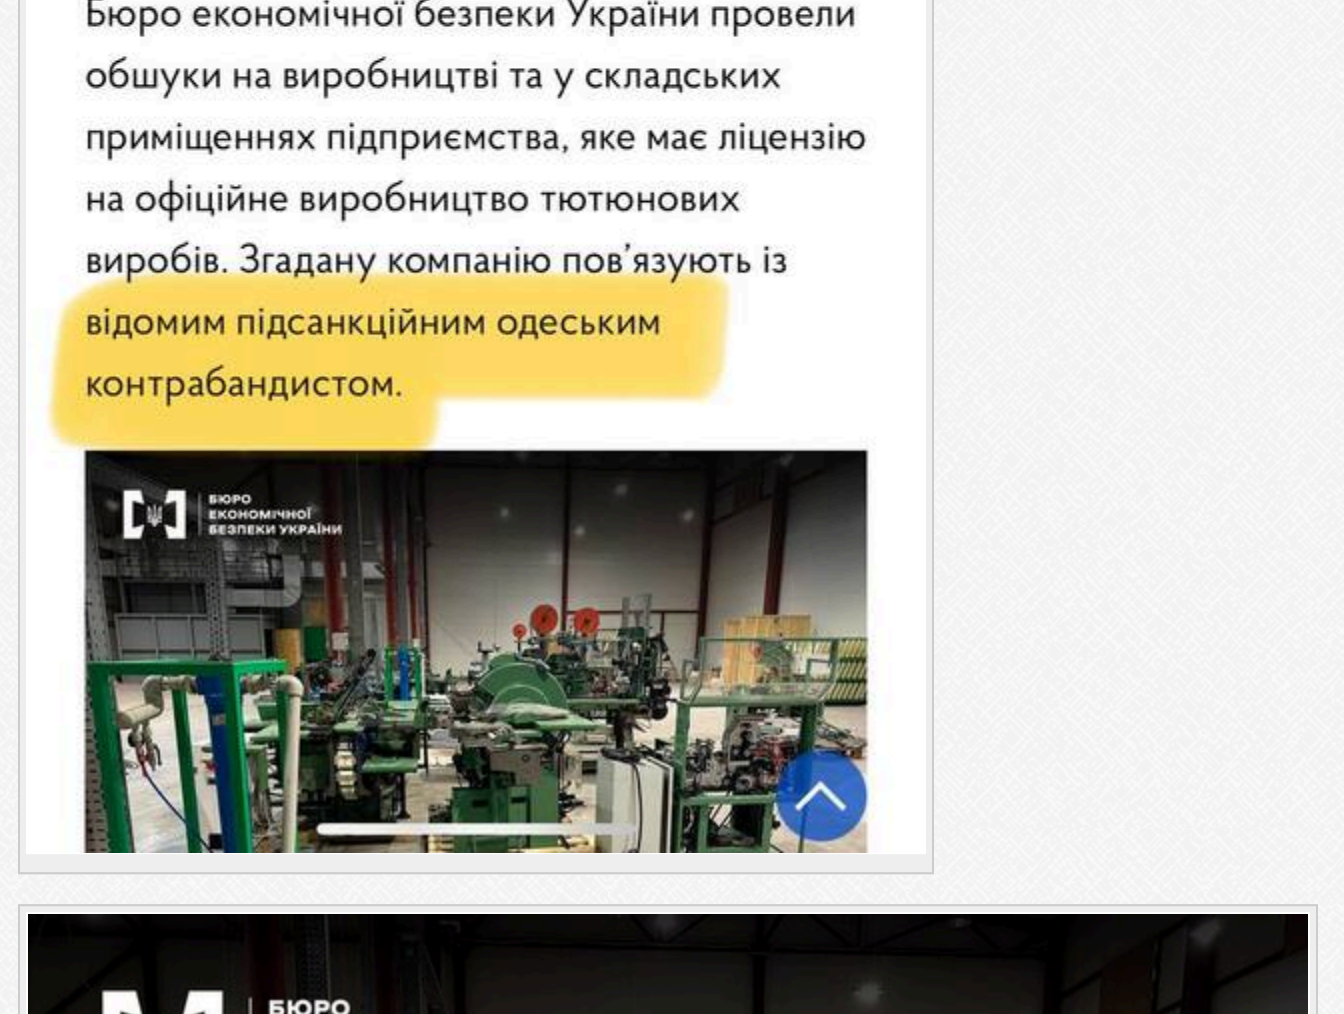 Бюро економічної безпеки України провели
обшуки на виробництві та у складських
приміщеннях підприємства, яке має ліцензію
на офіційне виробництво тютюнових
виробів. Згадану компанію пов’язують із
відомим підсанкційним одеським
контрабандистом.
БЮРО
ЕКОНОМІЧНОЇ
БЕЗПЕКИ УКРАЇНИ
БЮРО